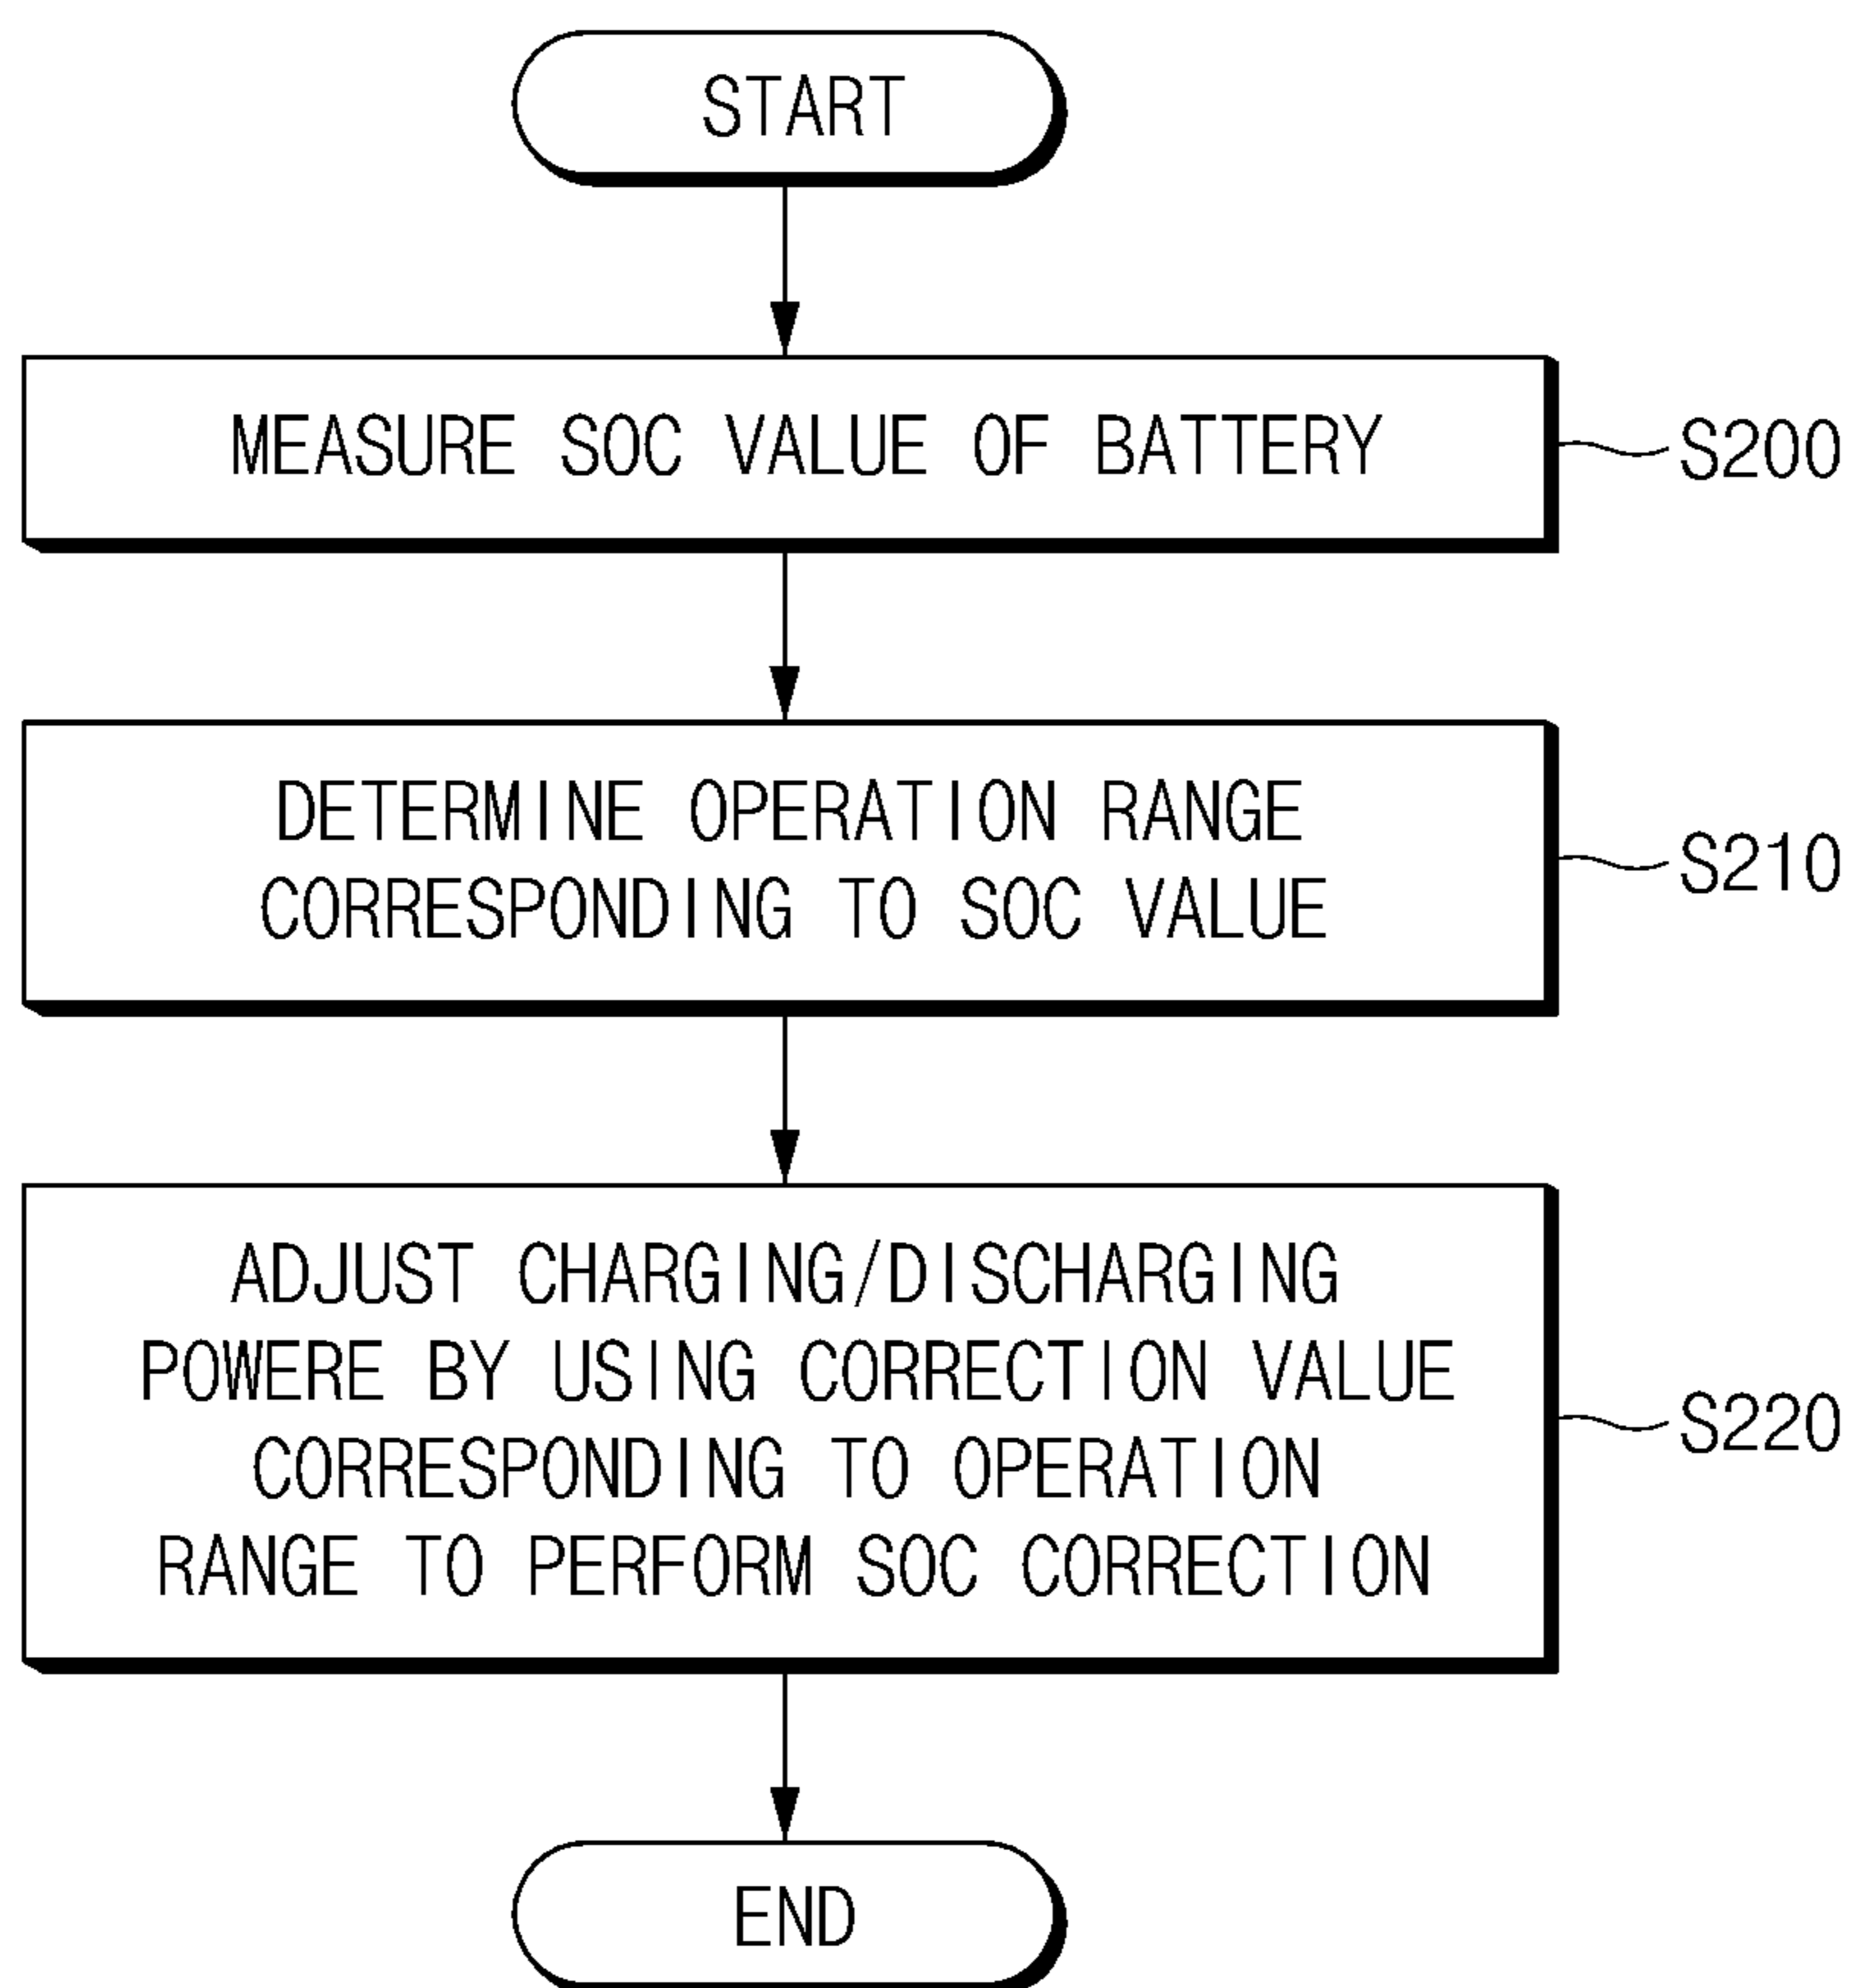 START
MEASURE SOC VALUE OF BATTERY
S200
DETERMINE OPERATION RANGE
CORRESPONDING TO SOC VALUE
S210
ADJUST CHARGING/DISCHARGING
POWERE BY USING CORRECTION VALUE
CORRESPONDING TO OPERATION
RANGE TO PERFORM SOC CORRECTION
S220
END